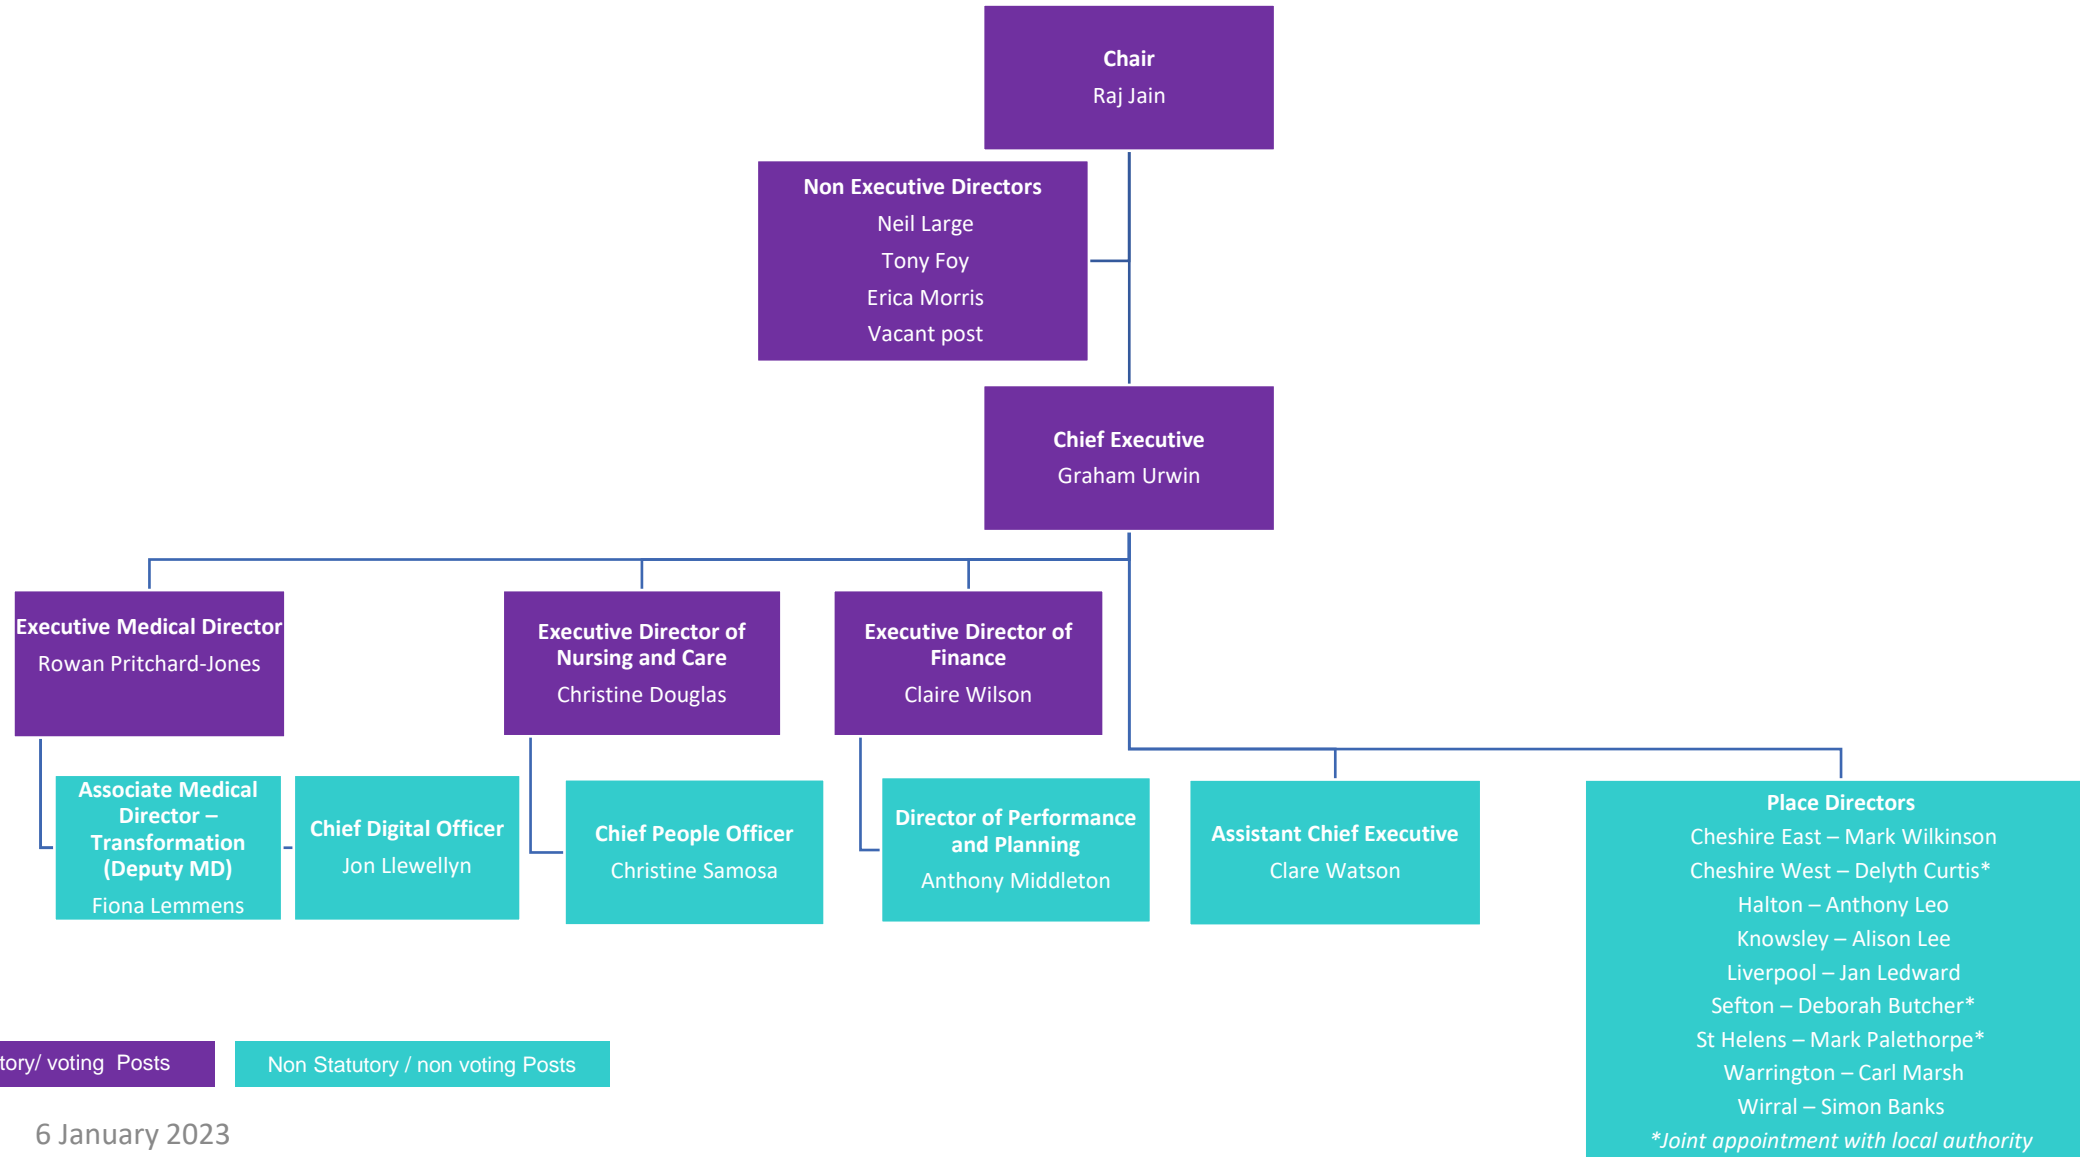 Chair
Raj Jain
Non Executive Directors
Neil Large
Tony Foy
Erica Morris
Vacant post
Chief Executive
Graham Urwin
Executive Medical Director
Rowan Pritchard-Jones
Executive Director of
Nursing and Care
Christine Douglas
Executive Director of
Finance
Claire Wilson
Associate Medical
Director –
Transformation
(Deputy MD)
Fiona Lemmens
Chief Digital Officer
Jon Llewellyn
Chief People Officer
Christine Samosa
Director of Performance
and Planning
Anthony Middleton
Assistant Chief Executive
Clare Watson
Place Directors
Cheshire East – Mark Wilkinson
Cheshire West – Delyth Curtis*
Halton – Anthony Leo
Knowsley – Alison Lee
Liverpool – Jan Ledward
Sefton – Deborah Butcher*
St Helens – Mark Palethorpe*
Warrington – Carl Marsh
Wirral – Simon Banks
*Joint appointment with local authority
tory/ voting Posts
Non Statutory / non voting Posts
6 January 2023